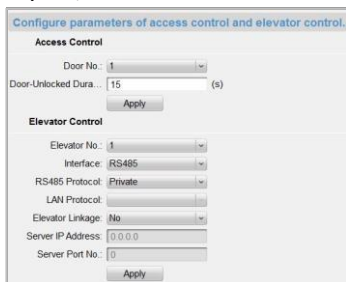 Configure parameters of access control and elevator control.
Access Control
Door No.: 1
Door-Unlocked Dura... 15 (s)
Apply
Elevator Control
Elevator No.: 1
Interface: RS485
RS485 Protocol: Private
LAN Protocol:
Elevator Linkage: No
Server IP Address: 0.0.0.0
Server Port No.: 0
Apply